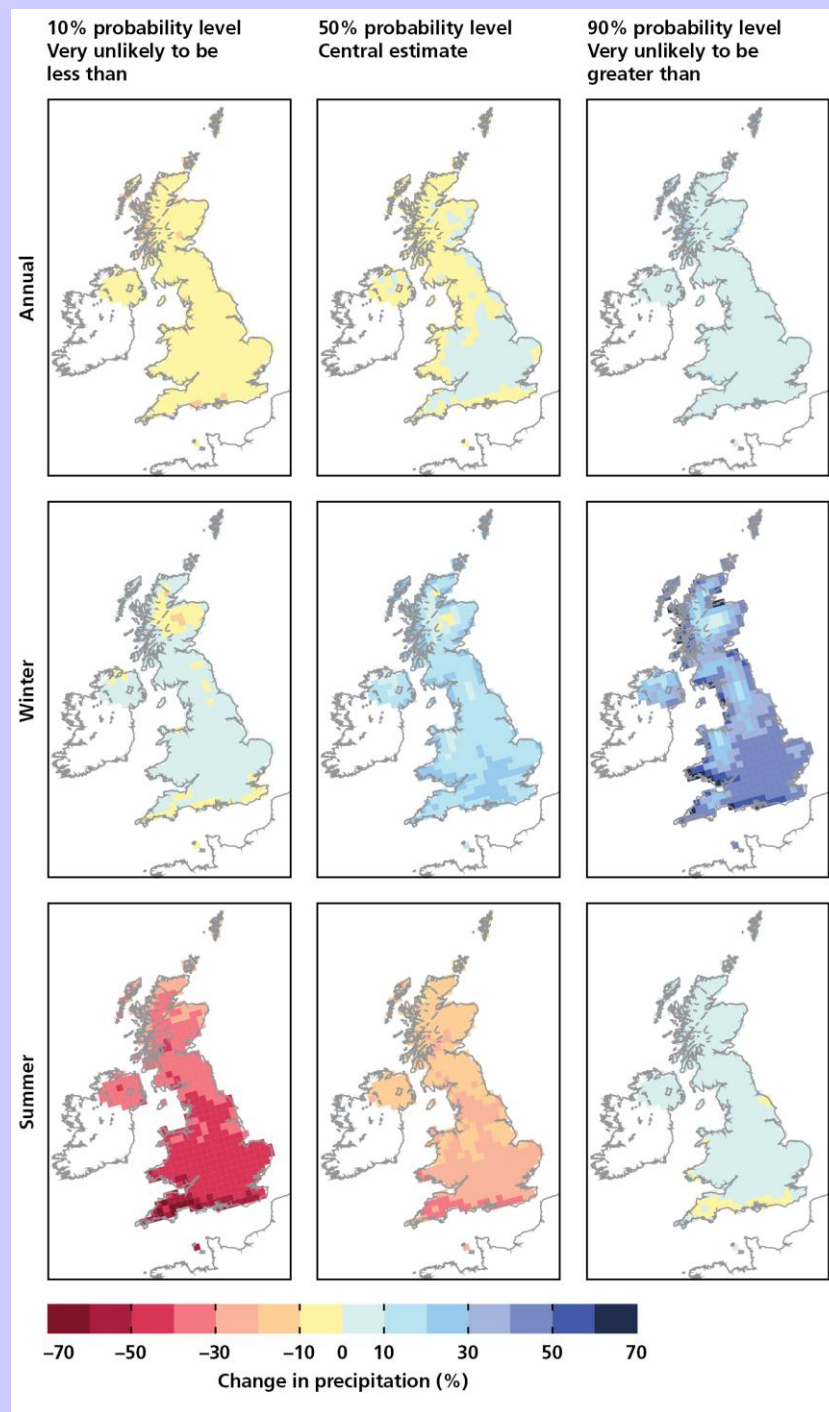 10% probability level
Very unlikely to be
less than
50% probability level
Central estimate
90% probability level
Very unlikely to be
greater than
Annual
Winter
Summer
–70 –50 –30 –10 0 10 30 50 70
Change in precipitation (%)